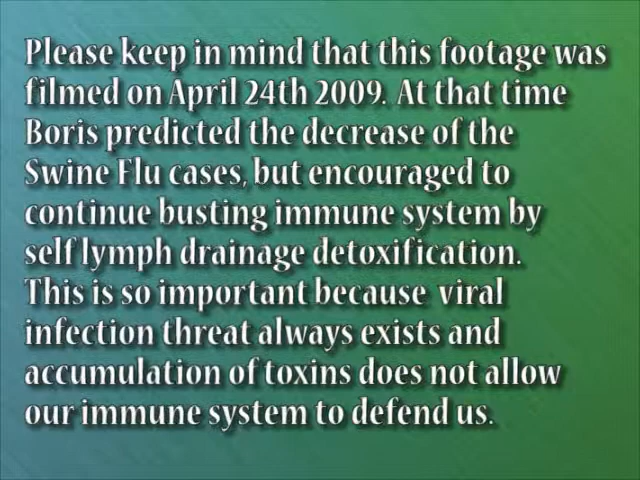 Please keep in mind that this footage was
filmed on April 24th 2009. At that time
Boris predicted the decrease of the
Swine Flu cases, but encouraged to
continue busting immune system by
self lymph drainage detoxification.
This is so important because viral
infection threat always exists and
accumulation of toxins does not allow
our immune system to defend us.